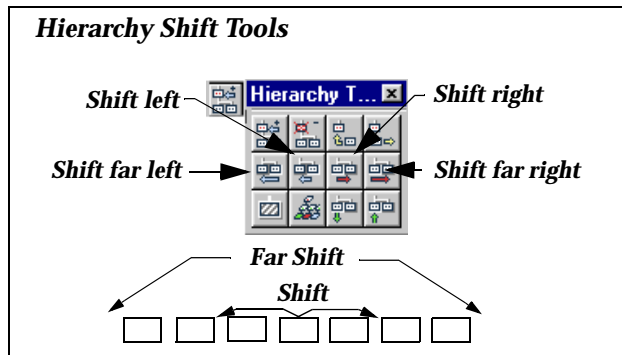 Hierarchy Shift Tools
Hierarchy T...
Shift left
Shift right
Shift far left
Shift far right
Far Shift
Shift